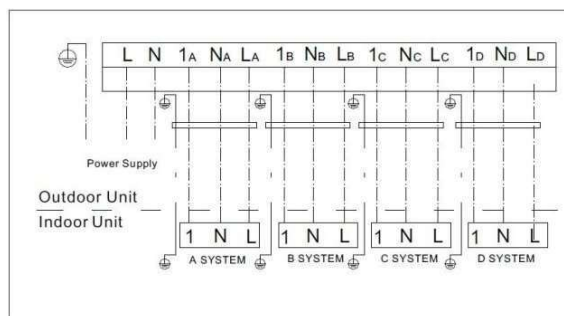 L N 1A NA LA 1B NB LB 1C NC LC 1D ND LD
Power Supply
Outdoor Unit
Indoor Unit
1 N L 1 N L 1 N L 1 N L
A SYSTEM B SYSTEM C SYSTEM D SYSTEM